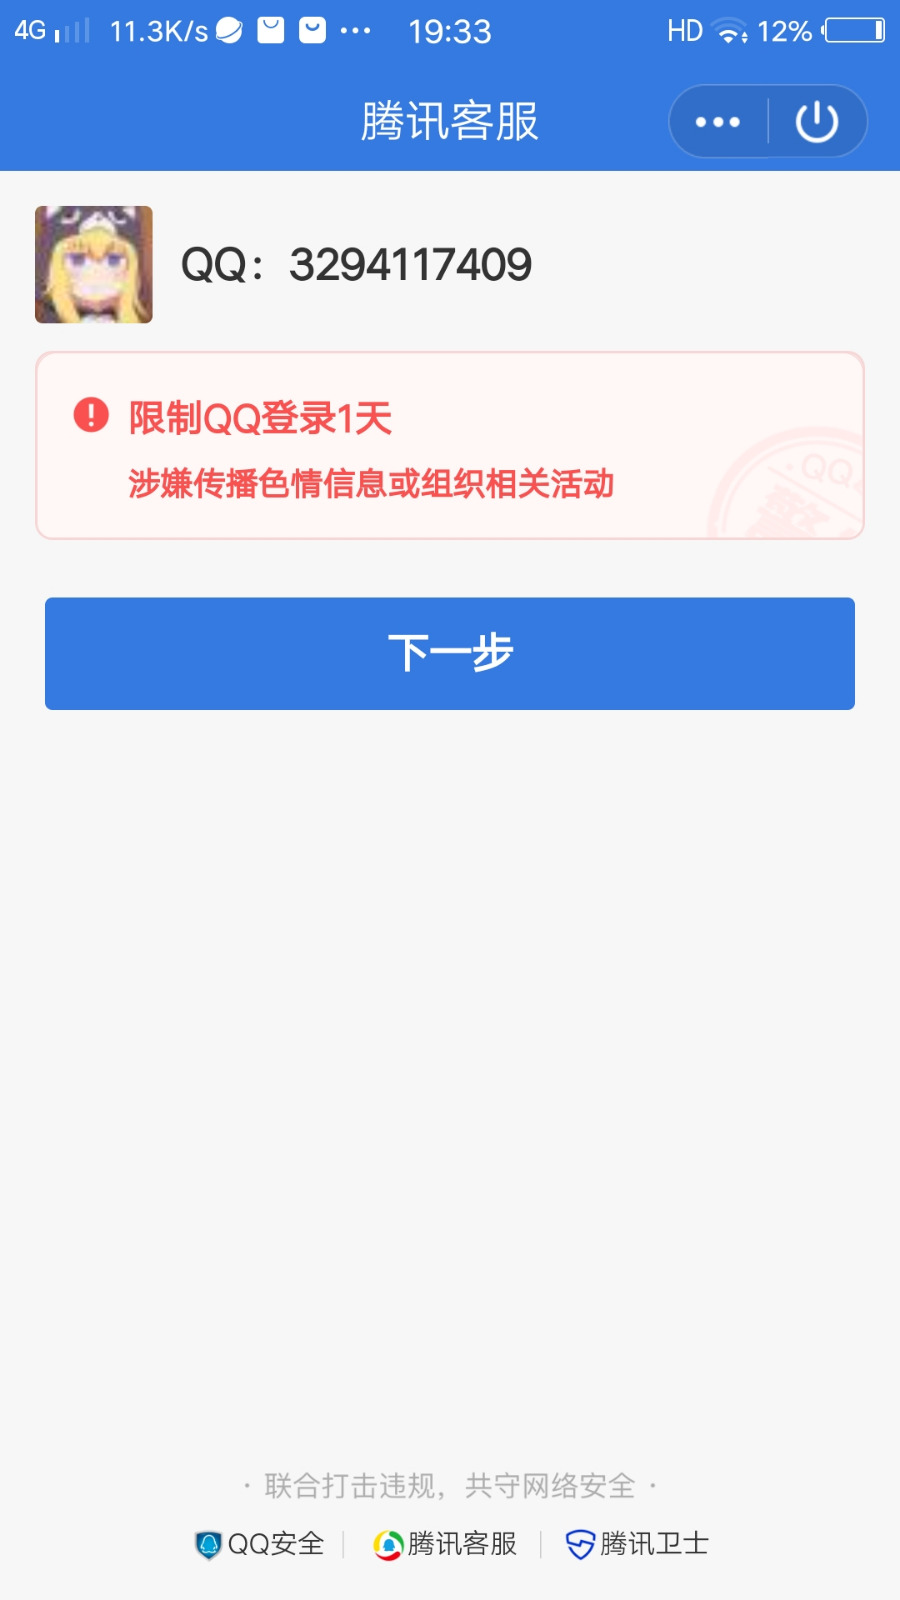 4G 11.3K/s 19:33 HD 12%
腾讯客服
QQ：3294117409
限制QQ登录1天
涉嫌传播色情信息或组织相关活动
QQ
下一步
· 联合打击违规，共守网络安全 ·
QQ安全 | 腾讯客服 | 腾讯卫士